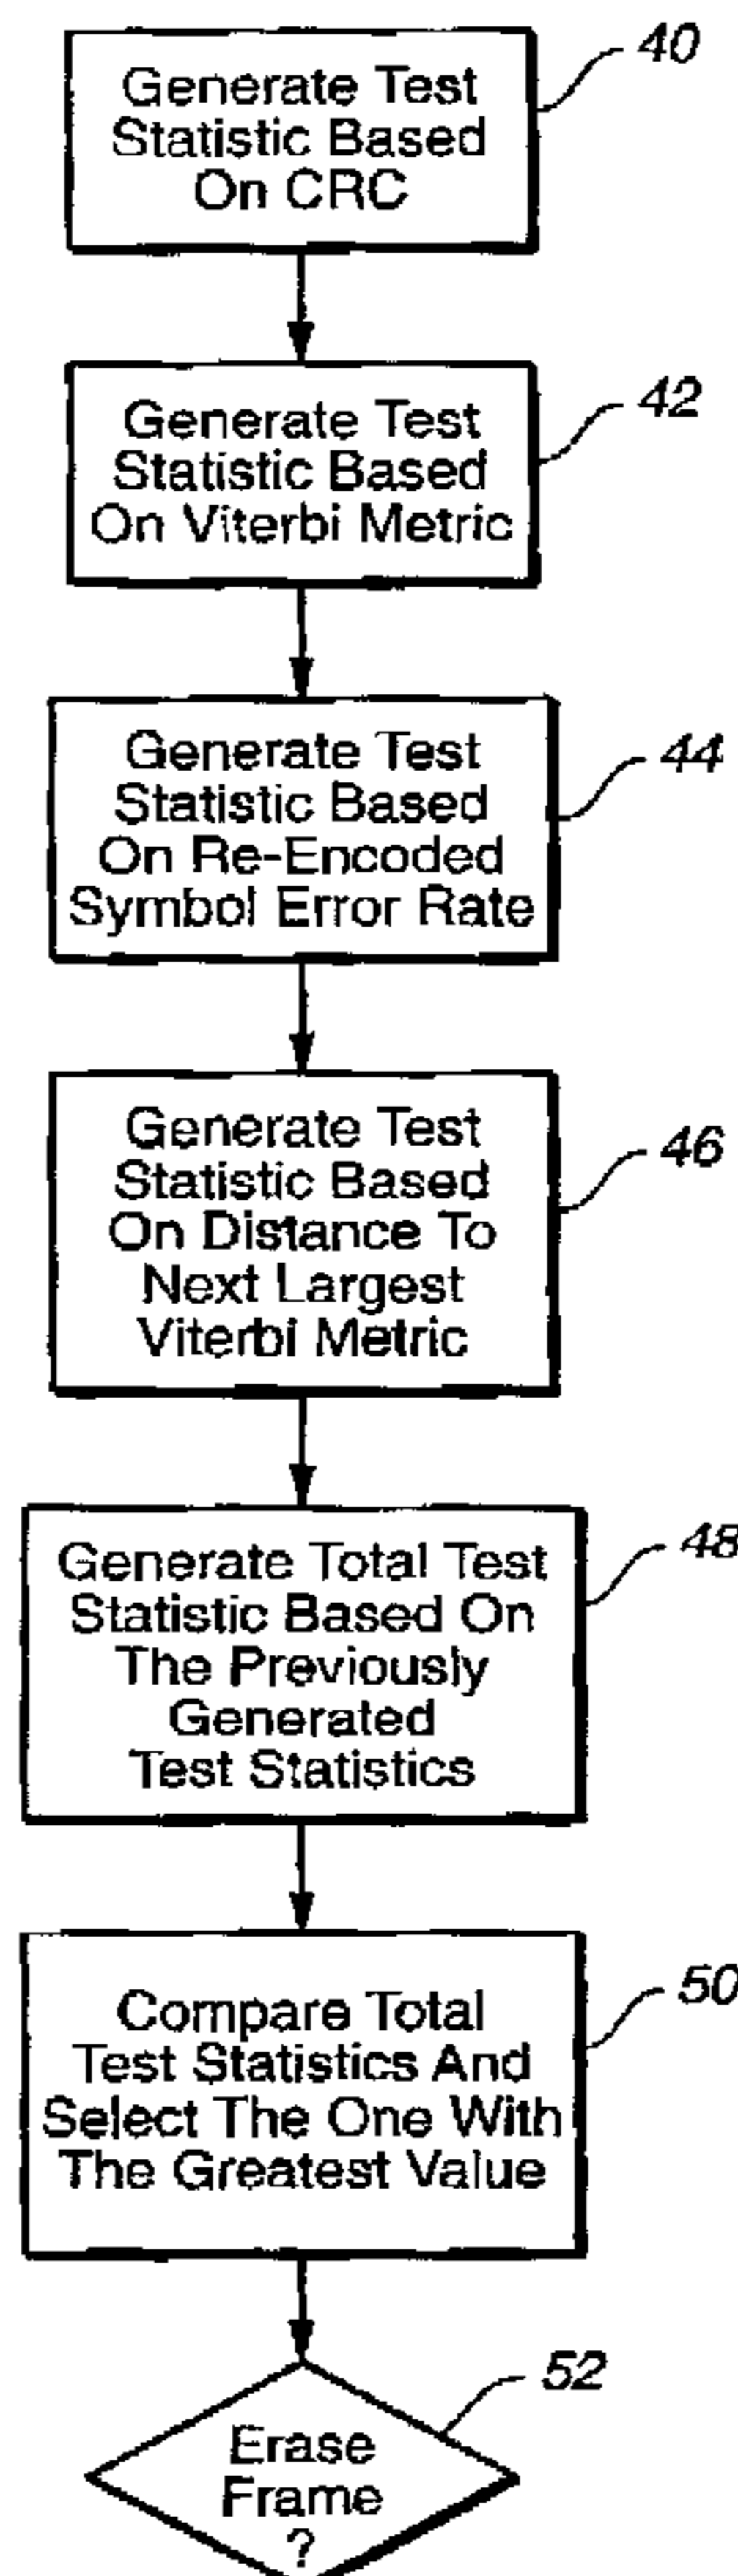 Generate Test
Statistic Based
On CRC
40
Generate Test
Statistic Based
On Viterbi Metric
42
Generate Test
Statistic Based
On Re-Encoded
Symbol Error Rate
44
Generate Test
Statistic Based
On Distance To
Next Largest
Viterbi Metric
46
Generate Total Test
Statistic Based On
The Previously
Generated
Test Statistics
48
Compare Total
Test Statistics And
Select The One With
The Greatest Value
50
Erase
Frame
?
52